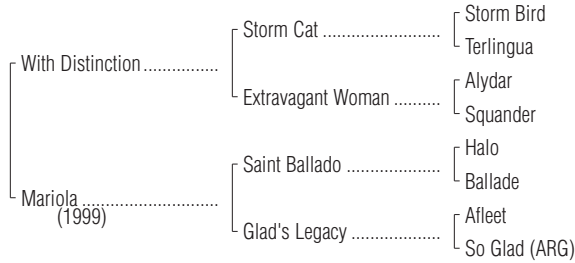 Storm Bird
Storm Cat ........................
Terlingua
With Distinction ...............
Alydar
Extravagant Woman ..........
Squander
Halo
Saint Ballado ...................
Ballade
Mariola ...........................
(1999)
Afleet
Glad's Legacy ..................
So Glad (ARG)